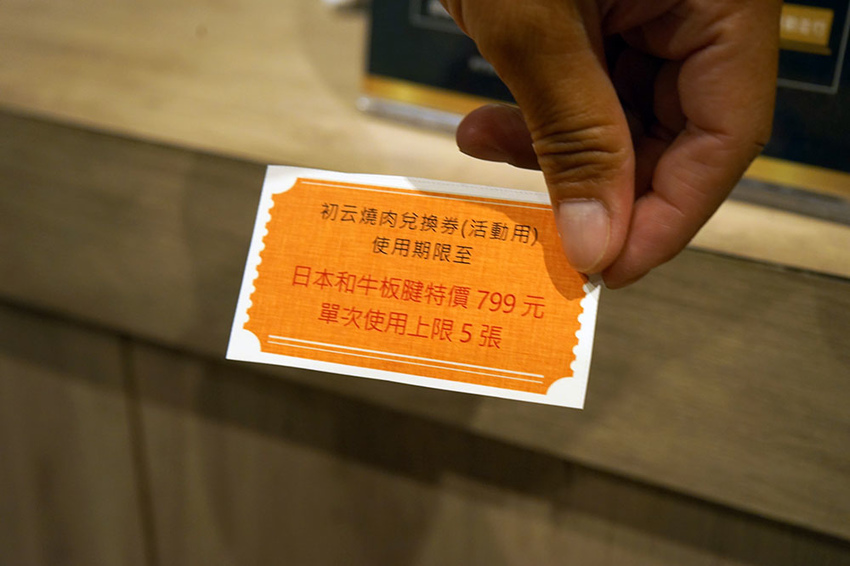 初云燒肉兌換券(活動用)
使用期限至
日本和牛板腱特價 799 元
單次使用上限 5 張